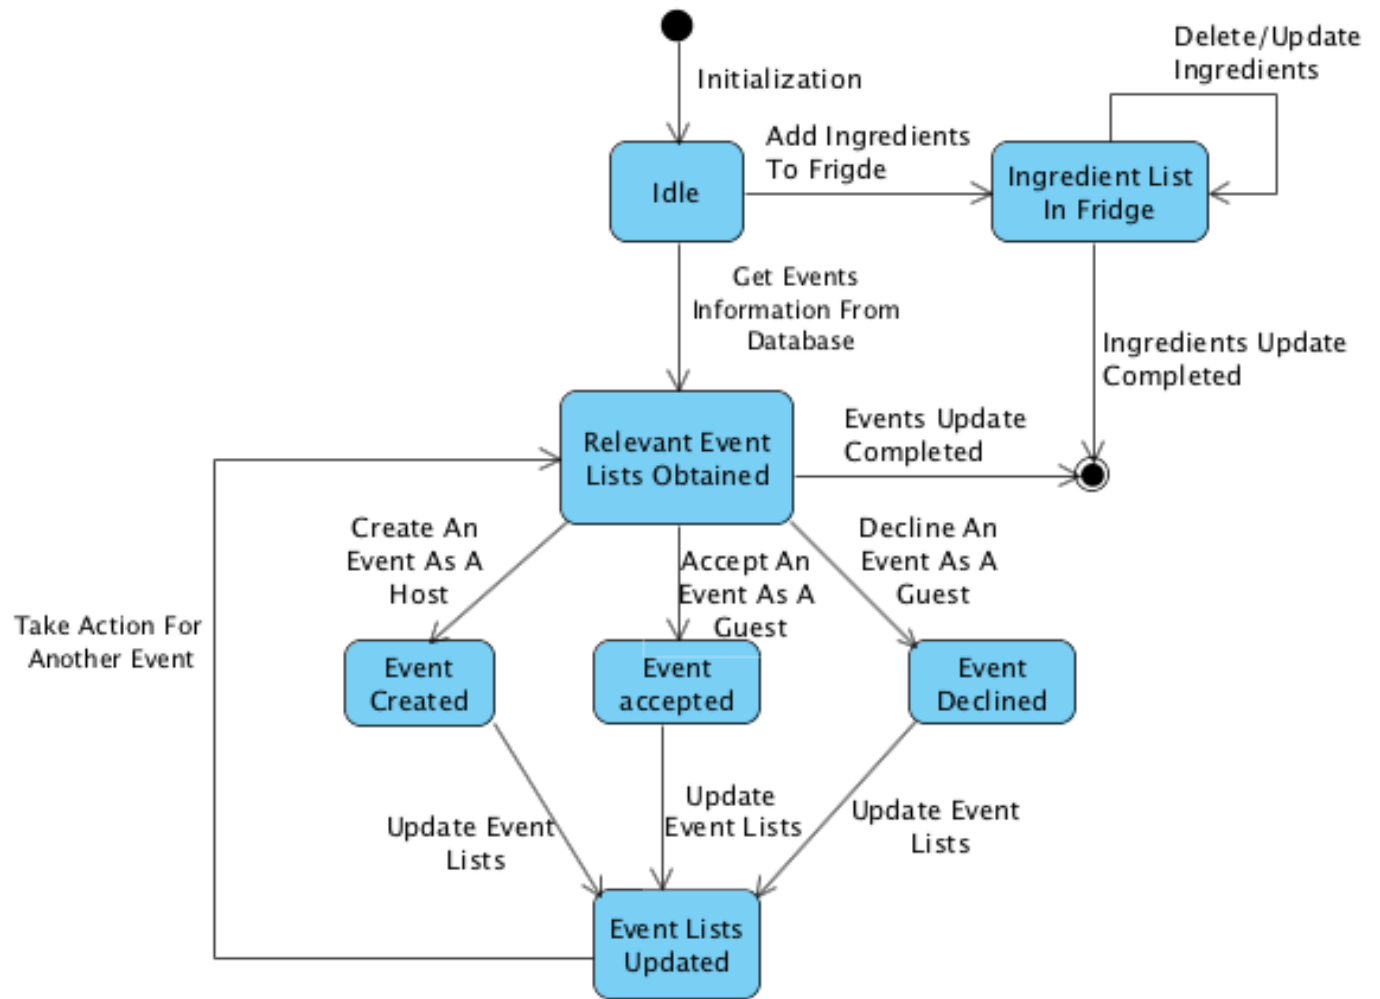 Delete/Update
Ingredients
Initialization
Add Ingredients
To Frigde
Idle
Ingredient List
In Fridge
Get Events
Information From
Database
Ingredients Update
Completed
Events Update
Completed
Relevant Event
Lists Obtained
Create An
Event As A
Host
Accept An
Event As A
Guest
Decline An
Event As A
Guest
Take Action For
Another Event
Event
Created
Event
accepted
Event
Declined
Update Event
Lists
Update
Event Lists
Update Event
Lists
Event Lists
Updated